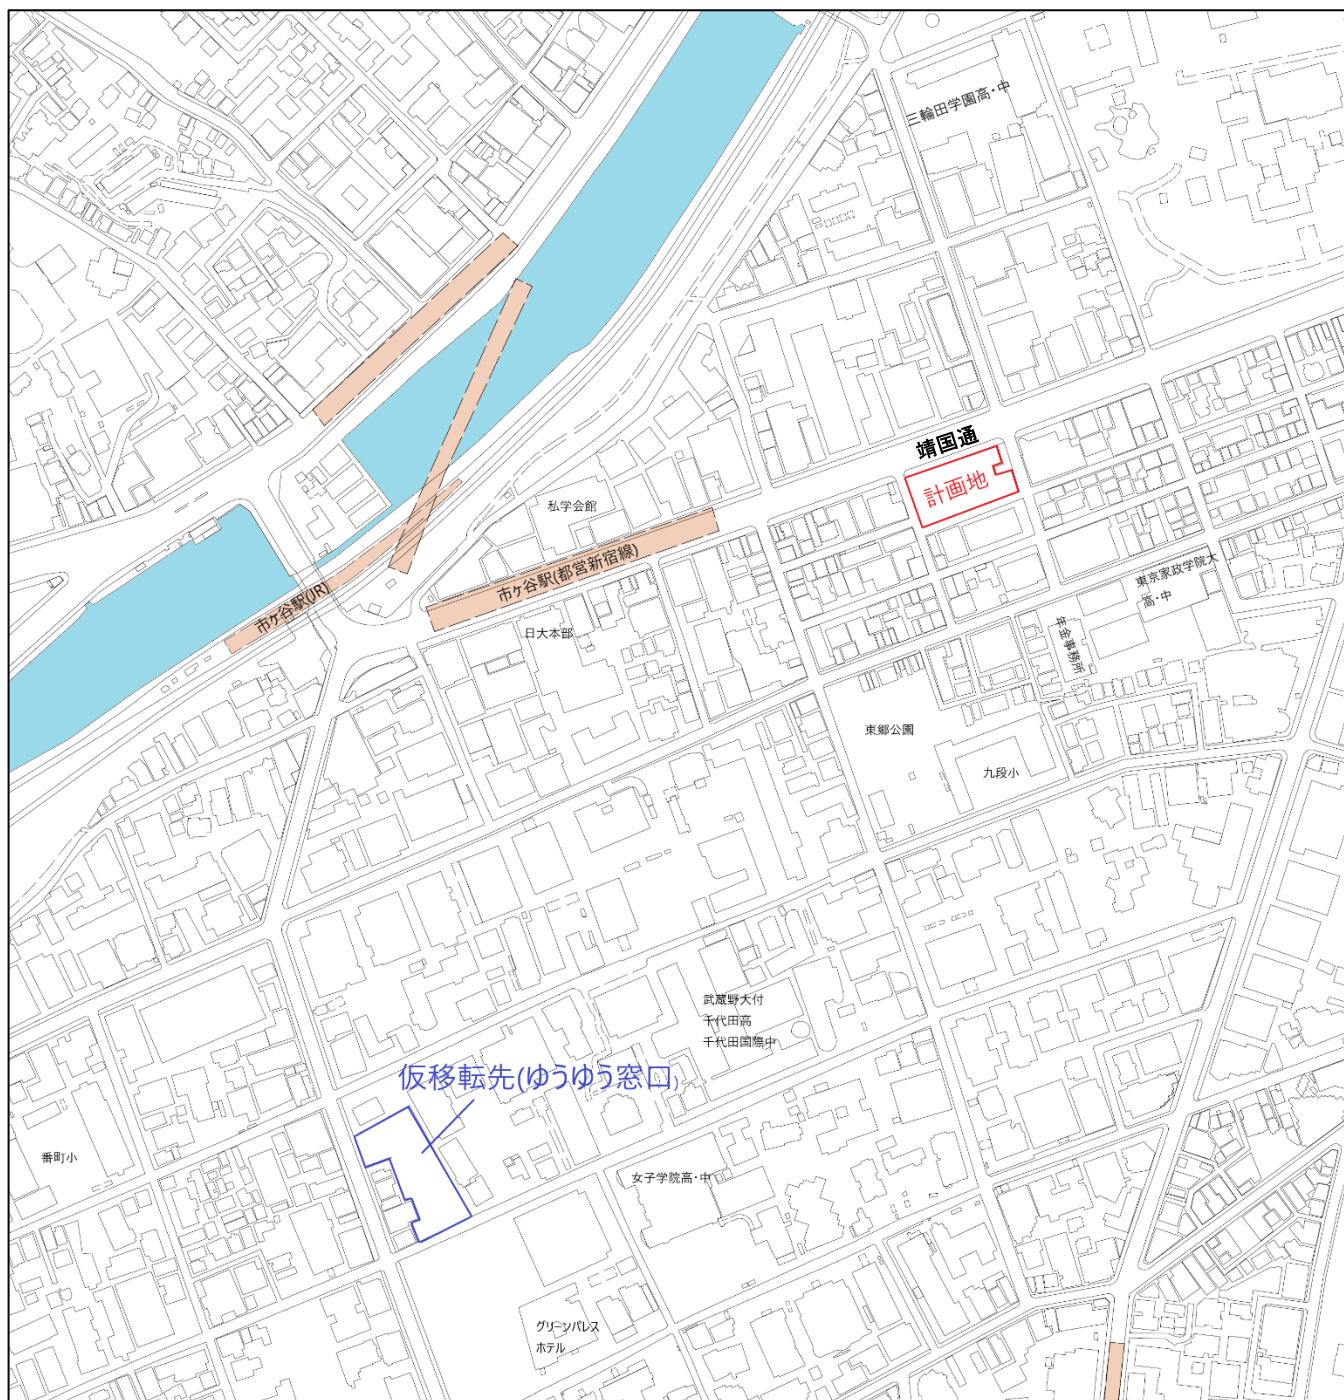 三輪田学園高・中
靖国通
計画地
私学会館
市ケ谷駅(都営新宿線)
市ケ谷駅(JR)
日大本部
東京家政学院大
高・中
年金事務所
東郷公園
九段小
武蔵野大付
千代田高
千代田国際中
仮移転先(ゆうゆう窓口)
番町小
女子学院高・中
グリーンパレス
ホテル